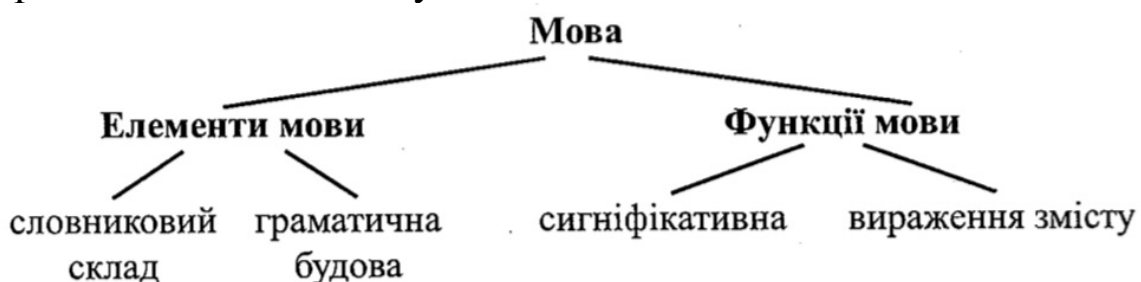 Мова
Елементи мови
Функції мови
словниковий
склад
граматична
будова
сигніфікативна
вираження змісту